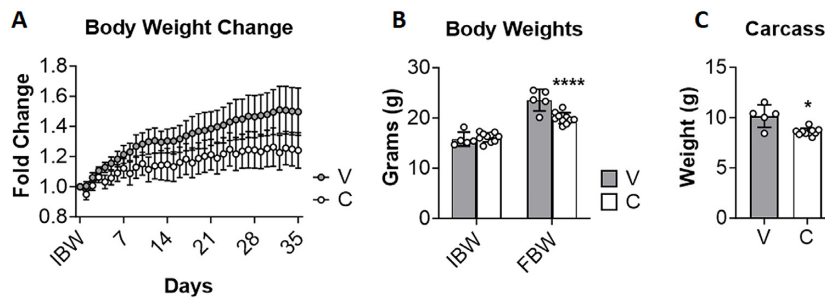 A
Body Weight Change
Fold Change
1.8
1.6
1.4
1.2
1.0
0.8
IBW
7
14
21
28
35
Days
V
C
B
Body Weights
Grams (g)
30
20
10
0
IBW
FBW
****
V
C
C
Carcass
Weight (g)
15
10
5
0
*
V
C